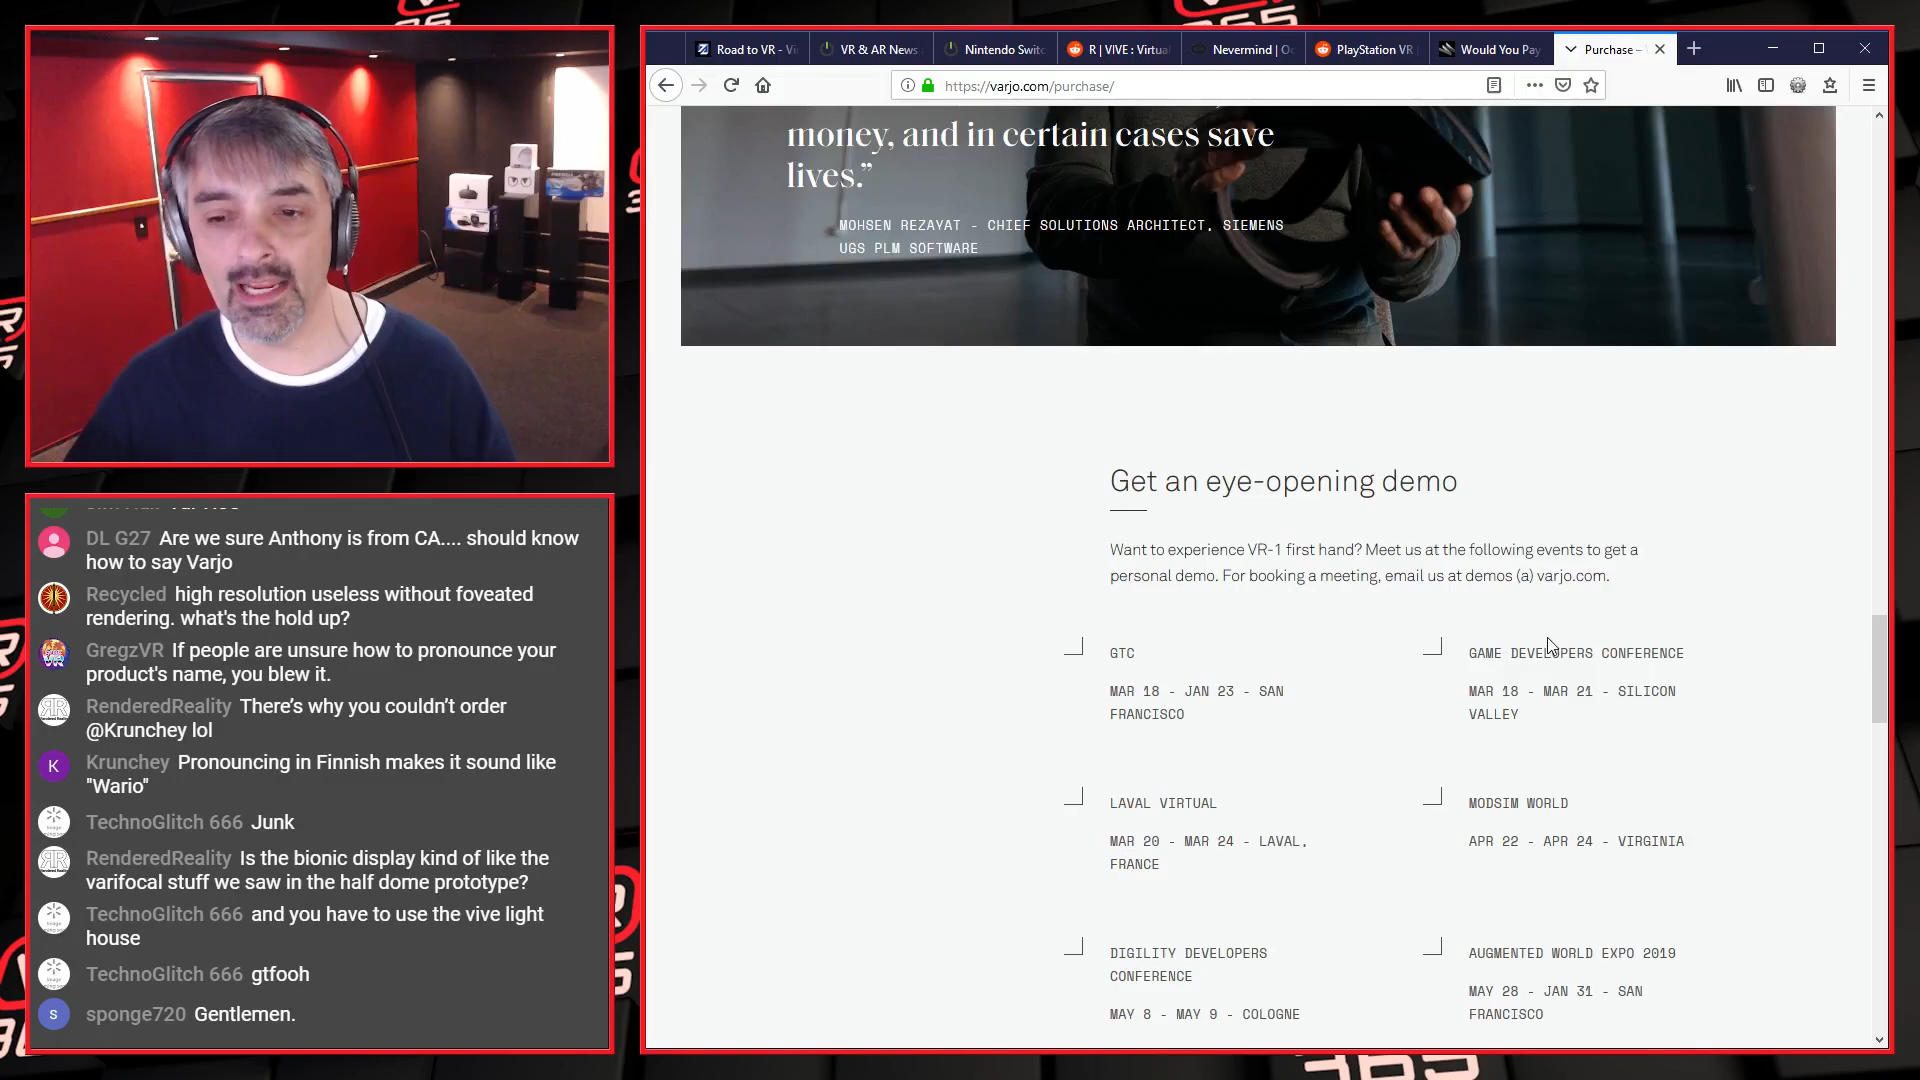 Road to VR - Vi
VR & AR News
Nintendo Switc
R | VIVE : Virtua
Nevermind | Oc
PlayStation VR
Would You Pay
Purchase –
https://varjo.com/purchase/
money, and in certain cases save
lives.”
MOHSEN REZAYAT - CHIEF SOLUTIONS ARCHITECT, SIEMENS
UGS PLM SOFTWARE
Get an eye-opening demo
Want to experience VR-1 first hand? Meet us at the following events to get a
personal demo. For booking a meeting, email us at demos (a) varjo.com.
GTC
MAR 18 - JAN 23 - SAN
FRANCISCO
GAME DEVELOPERS CONFERENCE
MAR 18 - MAR 21 - SILICON
VALLEY
LAVAL VIRTUAL
MAR 20 - MAR 24 - LAVAL,
FRANCE
MODSIM WORLD
APR 22 - APR 24 - VIRGINIA
DIGILITY DEVELOPERS
CONFERENCE
MAY 8 - MAY 9 - COLOGNE
AUGMENTED WORLD EXPO 2019
MAY 28 - JAN 31 - SAN
FRANCISCO
DL G27 Are we sure Anthony is from CA.... should know
how to say Varjo
Recycled high resolution useless without foveated
rendering. what's the hold up?
GregzVR If people are unsure how to pronounce your
product's name, you blew it.
RenderedReality There’s why you couldn’t order
@Krunchey lol
K Krunchey Pronouncing in Finnish makes it sound like
"Wario"
TechnoGlitch 666 Junk
RenderedReality Is the bionic display kind of like the
varifocal stuff we saw in the half dome prototype?
TechnoGlitch 666 and you have to use the vive light
house
TechnoGlitch 666 gtfooh
s sponge720 Gentlemen.